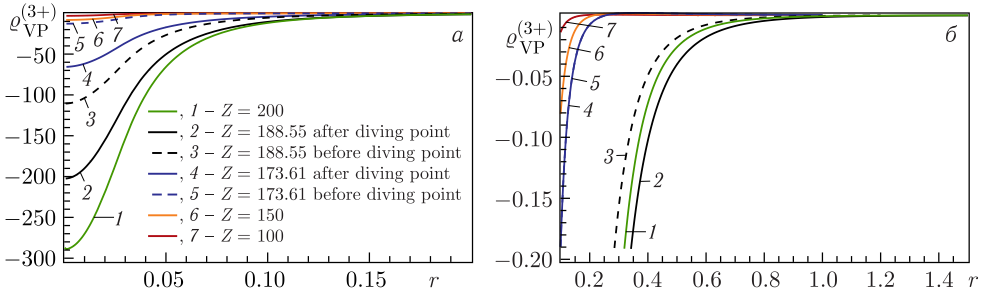 ϱ_VP^(3+)
0
−50
−100
−150
−200
−250
−300
0.05
0.10
0.15
r
а
5
6
7
4
3
2
1
, 1 – Z = 200
, 2 – Z = 188.55 after diving point
, 3 – Z = 188.55 before diving point
, 4 – Z = 173.61 after diving point
, 5 – Z = 173.61 before diving point
, 6 – Z = 150
, 7 – Z = 100
ϱ_VP^(3+)
0
−0.05
−0.10
−0.15
−0.20
0.2
0.4
0.6
0.8
1.0
1.2
1.4
r
б
7
6
5
4
3
2
1